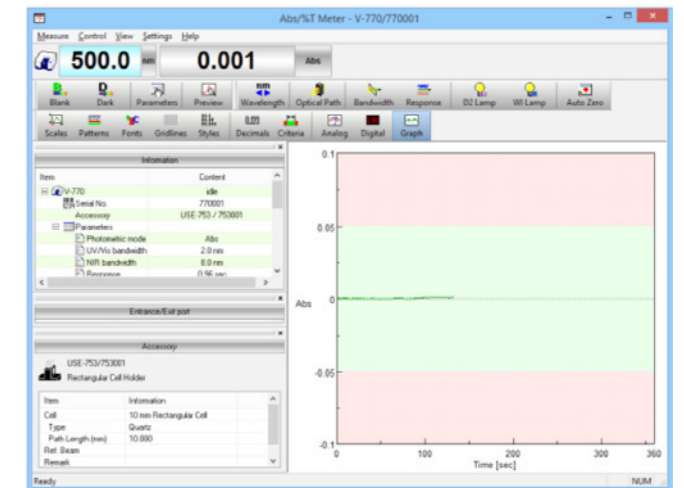 Abs/%T Meter - V-770/770001
Measure Control View Settings Help
500.0 nm 0.001 Abs
Blank Dark Parameters Preview Wavelength Optical Path Bandwidth Response D2 Lamp WI Lamp Auto Zero
Scales Patterns Fonts Gridlines Styles Decimals Criteria Analog Digital Graph
Information
Item Content
V-770 idle
Serial No. 770001
Accessory USE-753 / 753001
Parameters
Photometric mode Abs
UV/Vis bandwidth 2.0 nm
NIR bandwidth 8.0 nm
Response 0.96 sec
Entrance/Exit port
Accessory
USE-753/753001
Rectangular Cell Holder
Item Information
Cell 10 mm Rectangular Cell
Type Quartz
Path Length (mm) 10.000
Ref. Beam
Remark
0.1
0.05
Abs 0
-0.05
-0.1
0 100 200 300 360
Time [sec]
Ready NUM